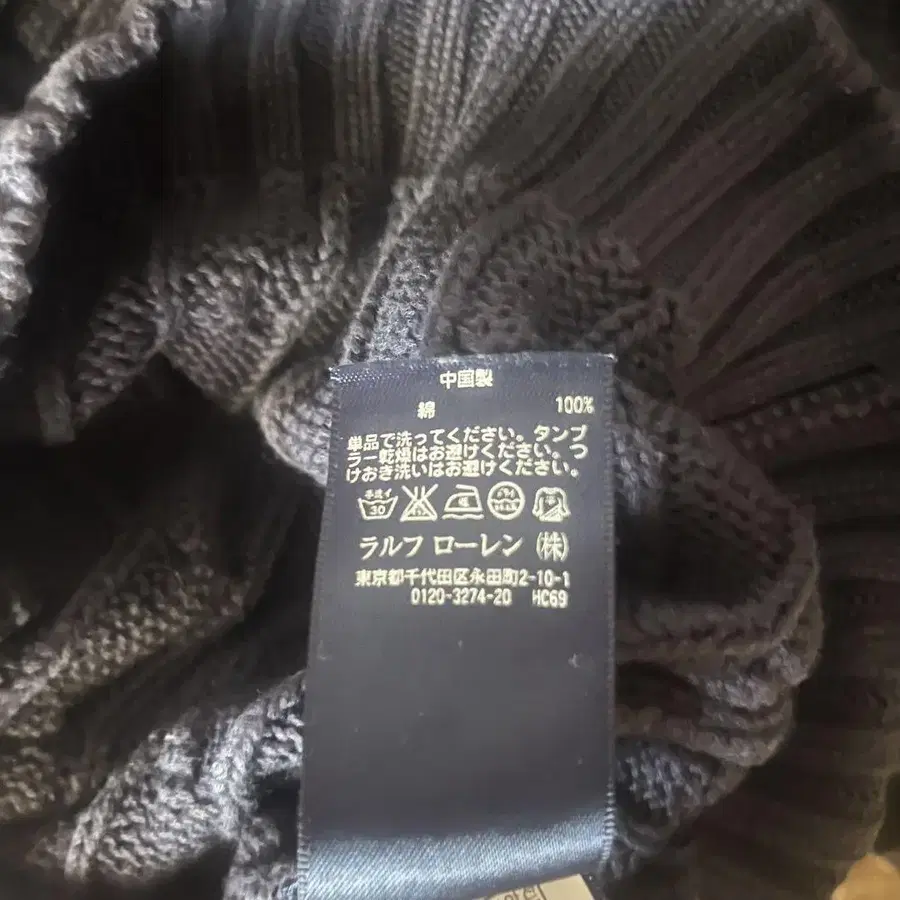 中国製
綿 100%
単品で洗ってください。タンブ
ラー乾燥はお避けください。つ
けおき洗いはお避けください。
手洗イ
30
ラルフ ローレン (株)
東京都千代田区永田町2-10-1
0120-3274-20 HC69